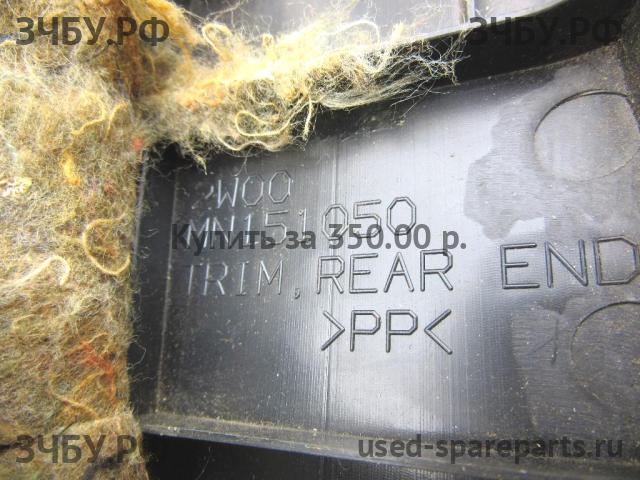 ЗЧБУ.РФ
ЗЧБУ.РФ
2W00
MN151050
Купить за 350.00 р.
TRIM, REAR END
>PP<
ЗЧБУ.РФ
used-spareparts.ru